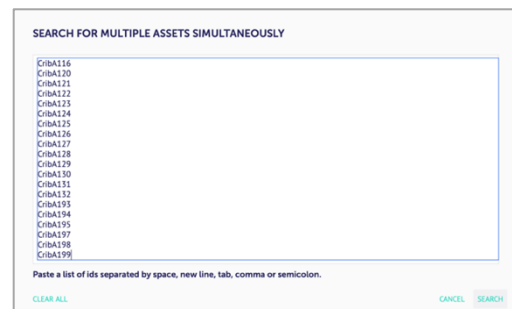 SEARCH FOR MULTIPLE ASSETS SIMULTANEOUSLY
CribA116
CribA120
CribA121
CribA122
CribA123
CribA124
CribA125
CribA126
CribA127
CribA128
CribA129
CribA130
CribA131
CribA132
CribA193
CribA194
CribA195
CribA197
CribA198
CribA199
Paste a list of ids separated by space, new line, tab, comma or semicolon.
CLEAR ALL CANCEL SEARCH